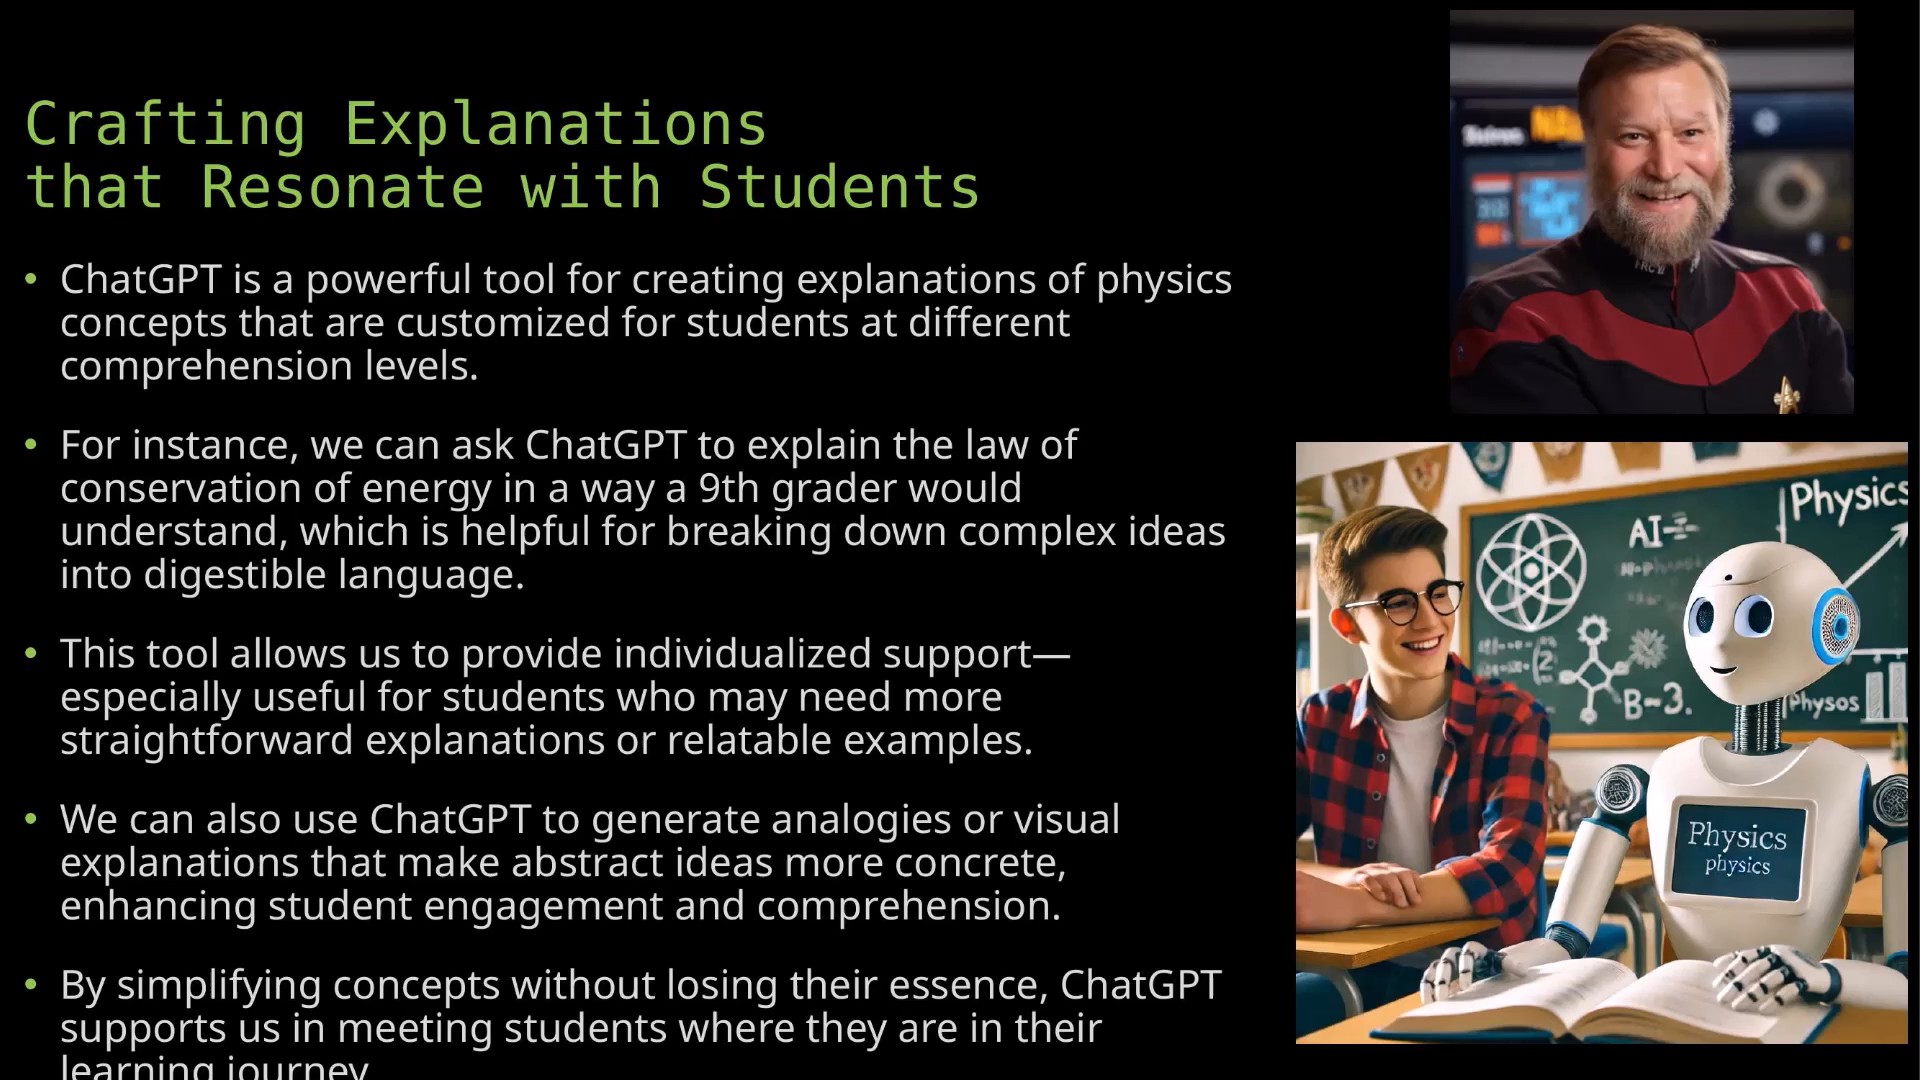 Crafting Explanations
that Resonate with Students
• ChatGPT is a powerful tool for creating explanations of physics
concepts that are customized for students at different
comprehension levels.
• For instance, we can ask ChatGPT to explain the law of
conservation of energy in a way a 9th grader would
understand, which is helpful for breaking down complex ideas
into digestible language.
• This tool allows us to provide individualized support—
especially useful for students who may need more
straightforward explanations or relatable examples.
• We can also use ChatGPT to generate analogies or visual
explanations that make abstract ideas more concrete,
enhancing student engagement and comprehension.
• By simplifying concepts without losing their essence, ChatGPT
supports us in meeting students where they are in their
learning journey
Physics
AI
B-3.
Physos
Physics
physics